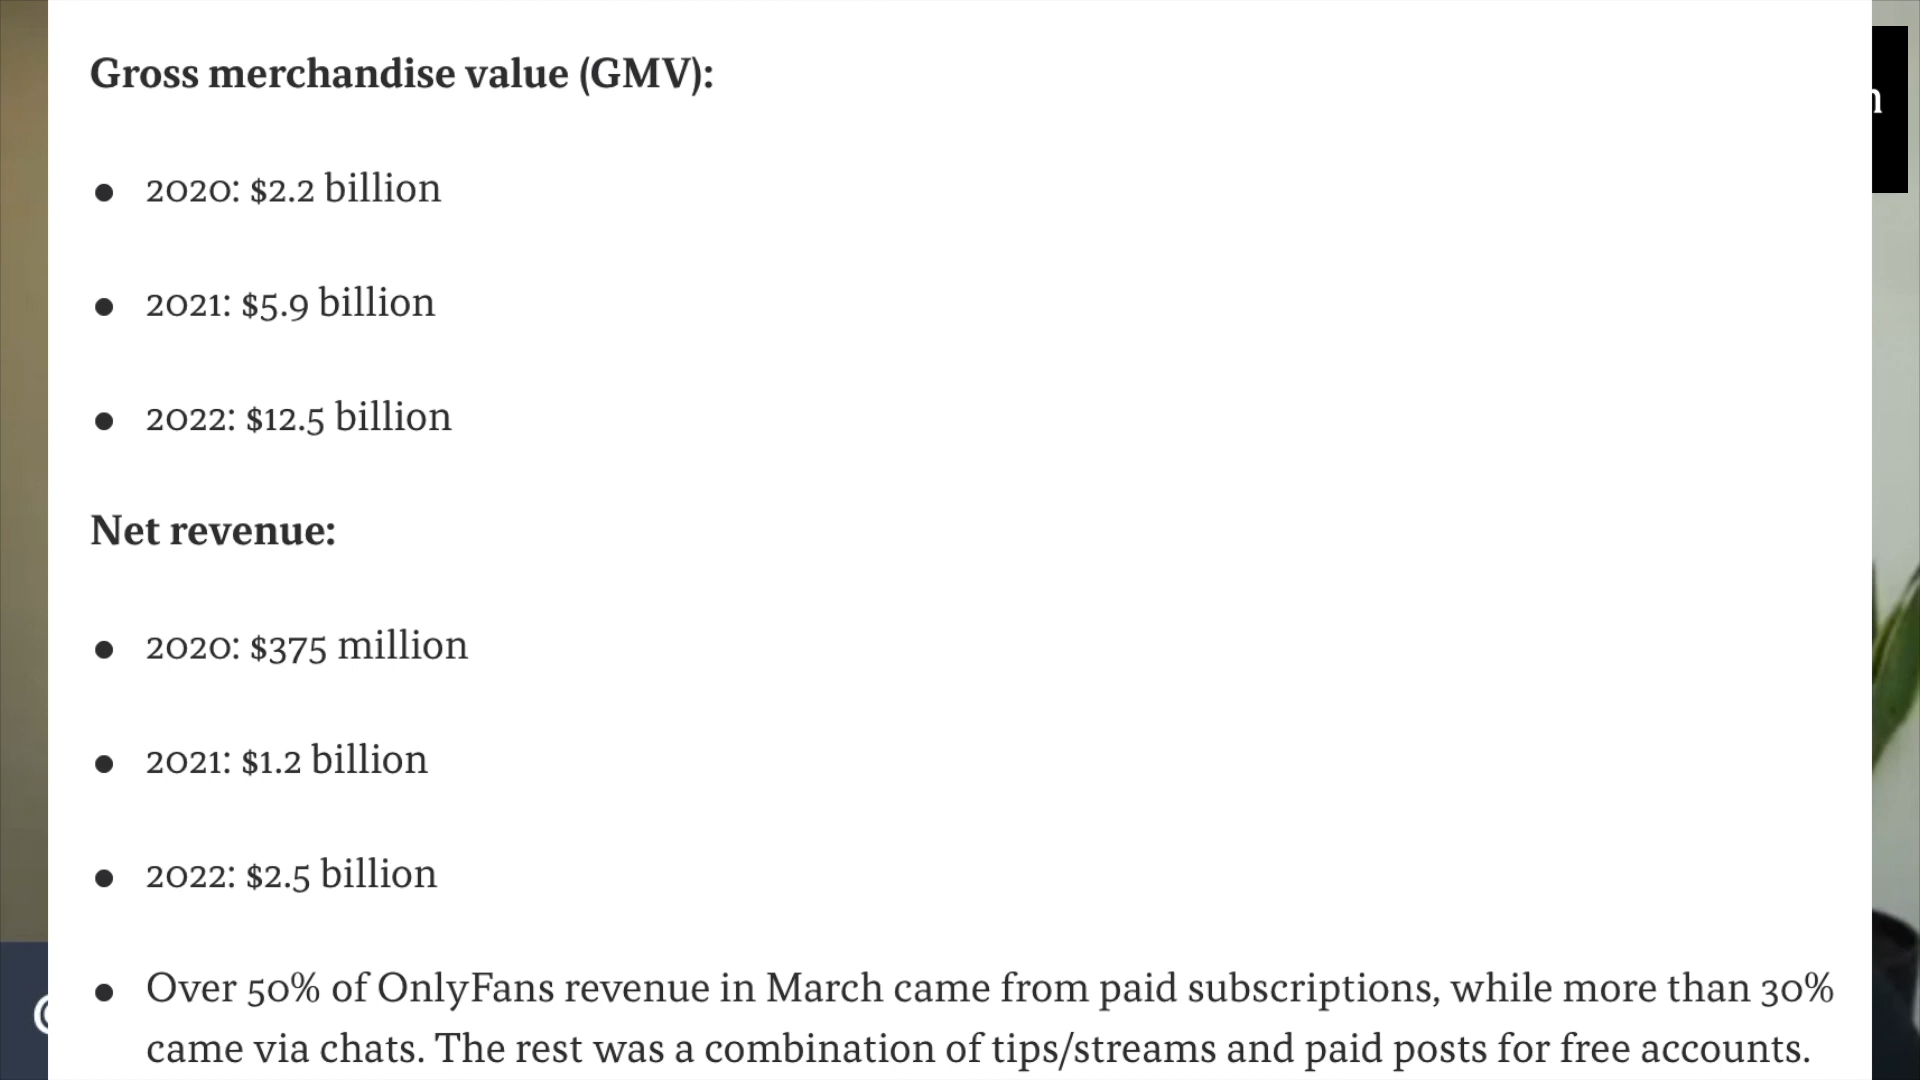 Gross merchandise value (GMV):
● 2020: $2.2 billion
● 2021: $5.9 billion
● 2022: $12.5 billion
Net revenue:
● 2020: $375 million
● 2021: $1.2 billion
● 2022: $2.5 billion
● Over 50% of OnlyFans revenue in March came from paid subscriptions, while more than 30%
came via chats. The rest was a combination of tips/streams and paid posts for free accounts.